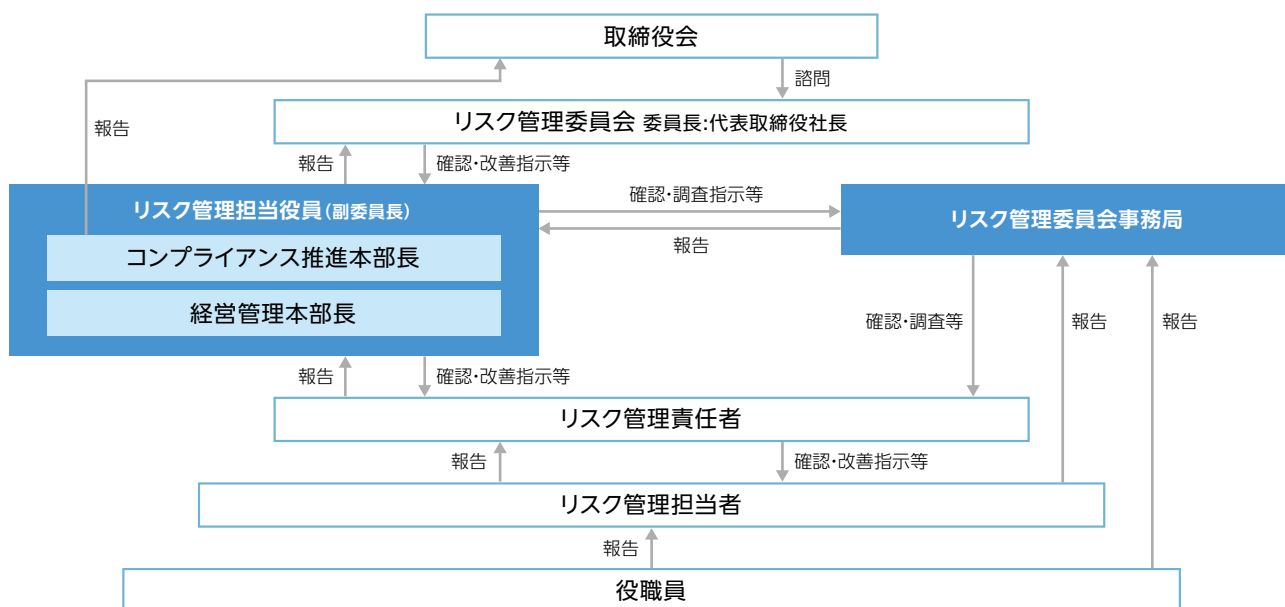 取締役会
諮問
報告
リスク管理委員会 委員長:代表取締役社長
報告
確認・改善指示等
リスク管理担当役員(副委員長)
コンプライアンス推進本部長
経営管理本部長
確認・調査指示等
報告
リスク管理委員会事務局
確認・調査等
報告
報告
報告
確認・改善指示等
リスク管理責任者
報告
確認・改善指示等
リスク管理担当者
報告
役職員